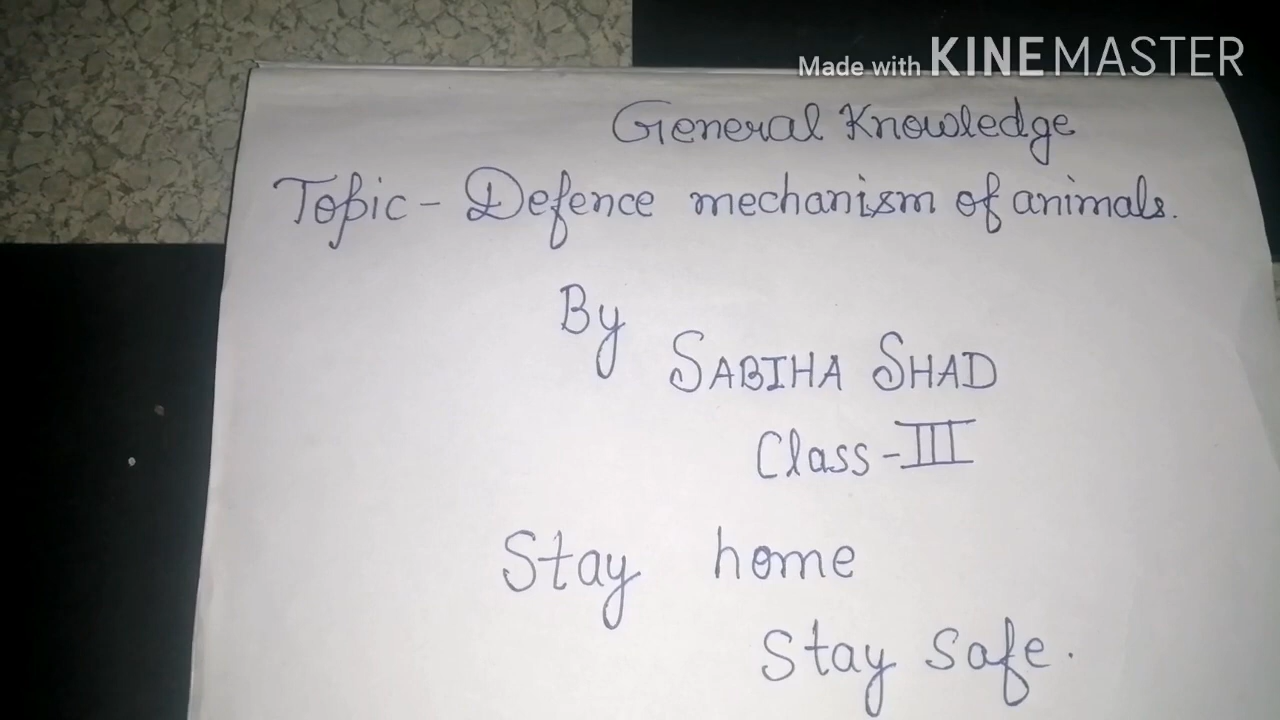 Made with KINEMASTER
General Knowledge
Topic - Defence mechanism of animals.
By
SABIHA SHAD
Class - III
Stay home
Stay safe.